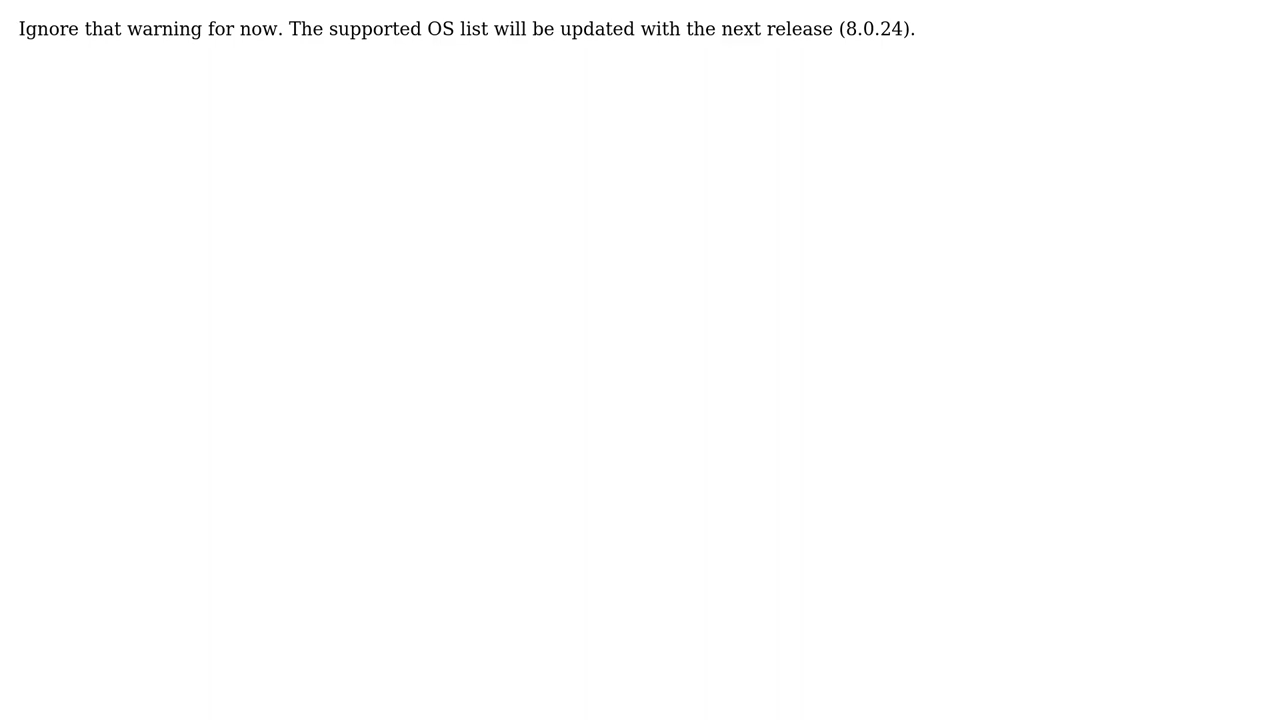 Ignore that warning for now. The supported OS list will be updated with the next release (8.0.24).